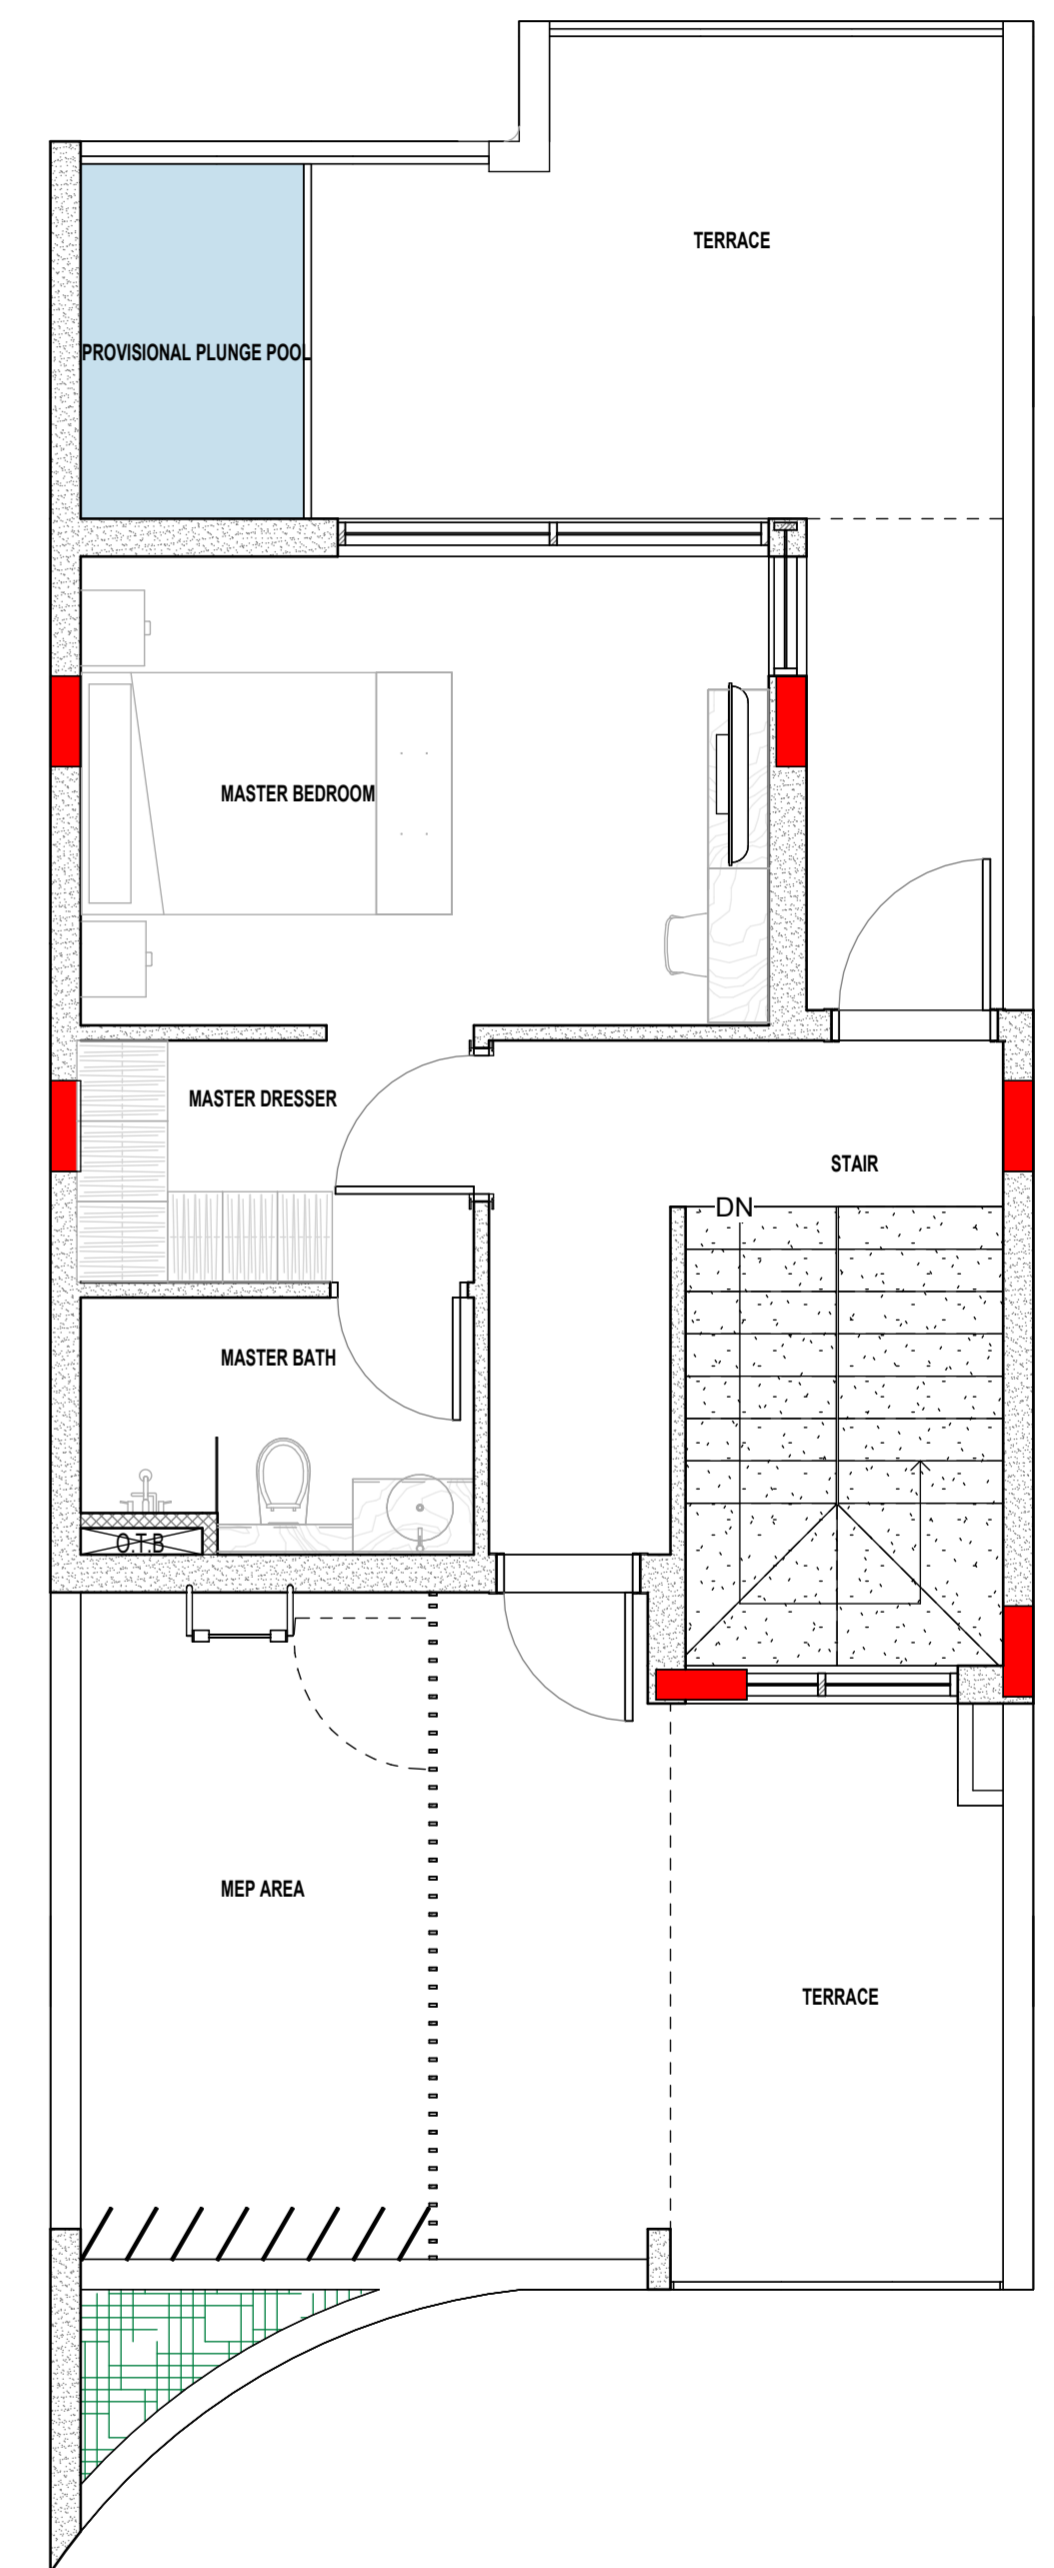 TERRACE
PROVISIONAL PLUNGE POOL
MASTER BEDROOM
MASTER DRESSER
STAIR
DN
MASTER BATH
O.T.B
MEP AREA
TERRACE